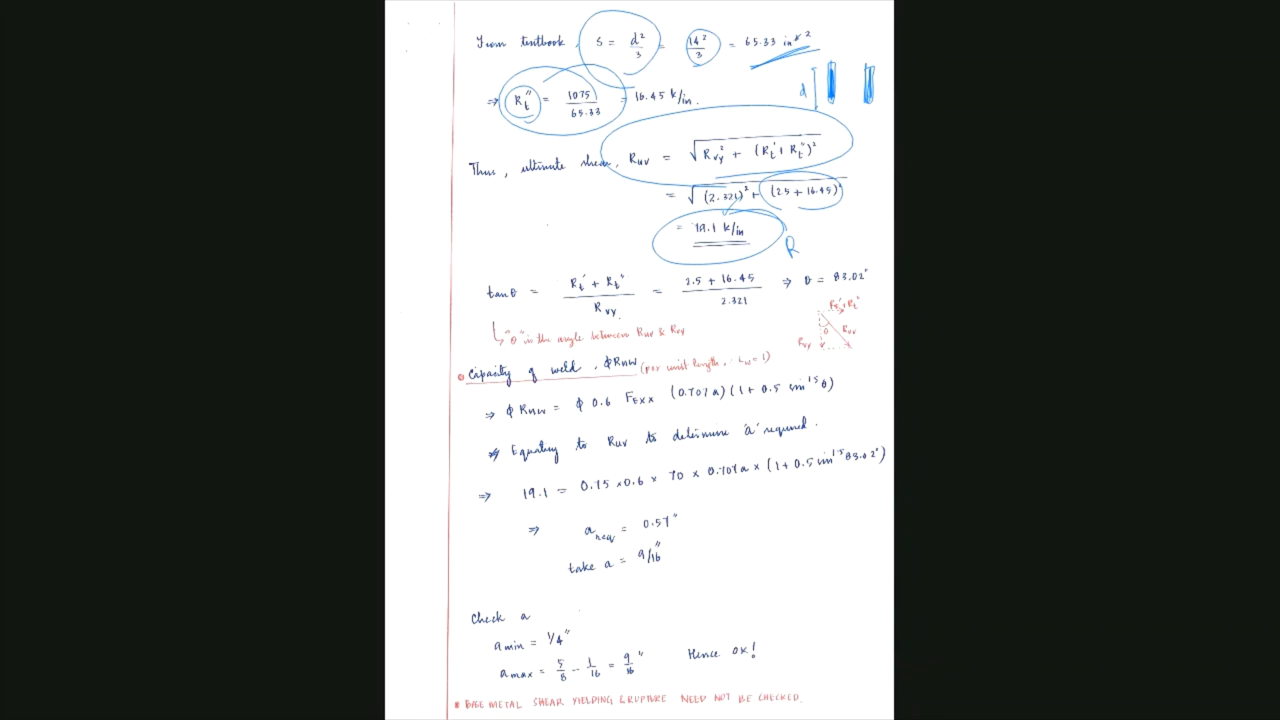 From textbook, S = d²/3 = 14²/3 = 65.33 in² 
d
⇒ Rt'' = 1075/65.33 = 16.45 k/in.
Thus, ultimate shear, Ruv = √(Rvy² + (Rt' + Rt'')²)
= √((2.321)² + (2.5 + 16.45)²)
= 19.1 k/in
R
tanθ = (Rt' + Rt'')/Rvy = (2.5 + 16.45)/2.321 ⇒ θ = 83.02°
"θ" is the angle between Ruv & Rvy
Rt' + Rt''
θ
Ruv
Rvy
Capacity of weld, ϕRnw (per unit length, ∴ Lw = 1)
⇒ ϕRnw = ϕ 0.6 FEXX (0.707a)(1 + 0.5 sin^1.5 θ)
⇒ Equating to Ruv to determine 'a' required.
⇒ 19.1 = 0.75 × 0.6 × 70 × 0.707a × (1 + 0.5 sin^1.5 83.02°)
⇒ a req = 0.57"
take a = 9/16"
Check a
a min = 1/4"
a max = 5/8 - 1/16 = 9/16" Hence OK!
BASE METAL SHEAR YIELDING & RUPTURE NEED NOT BE CHECKED.